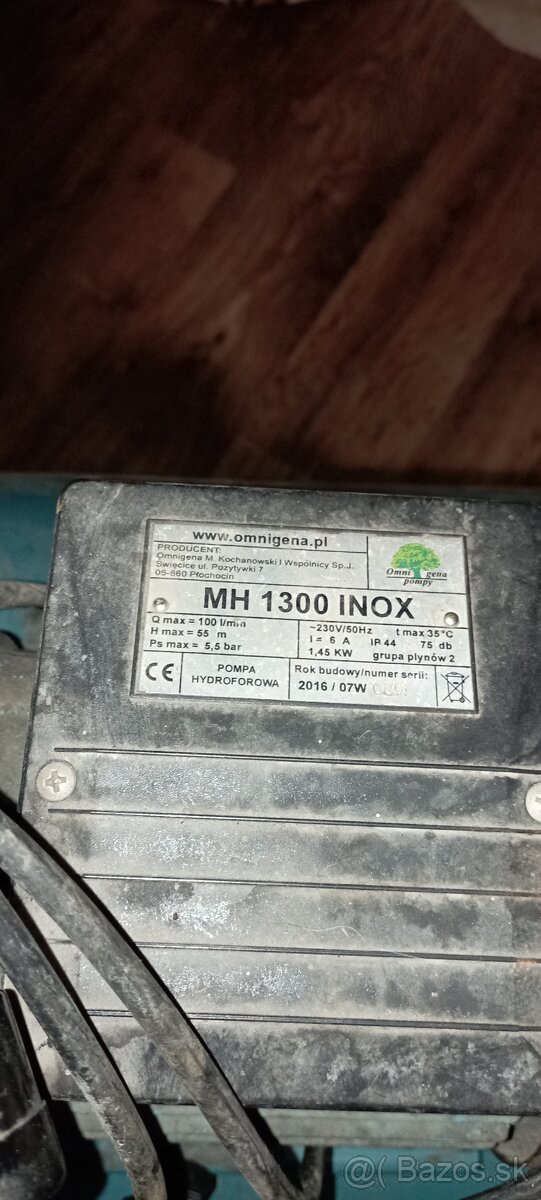 www.omnigena.pl
PRODUCENT:
Omnigena M. Kochanowski I Wspólnicy Sp.J.
Święcice ul. Pozytywki 7
05-860 Płochocin
Omni gena
pompy
MH 1300 INOX
Q max = 100 l/min
H max = 55 m
Ps max = 5,5 bar
~230V/50Hz t max 35°C
I = 6 A IP 44 75 db
1,45 KW grupa płynów 2
CE
POMPA
HYDROFOROWA
Rok budowy/numer serii:
2016 / 07W
@ Bazos.sk